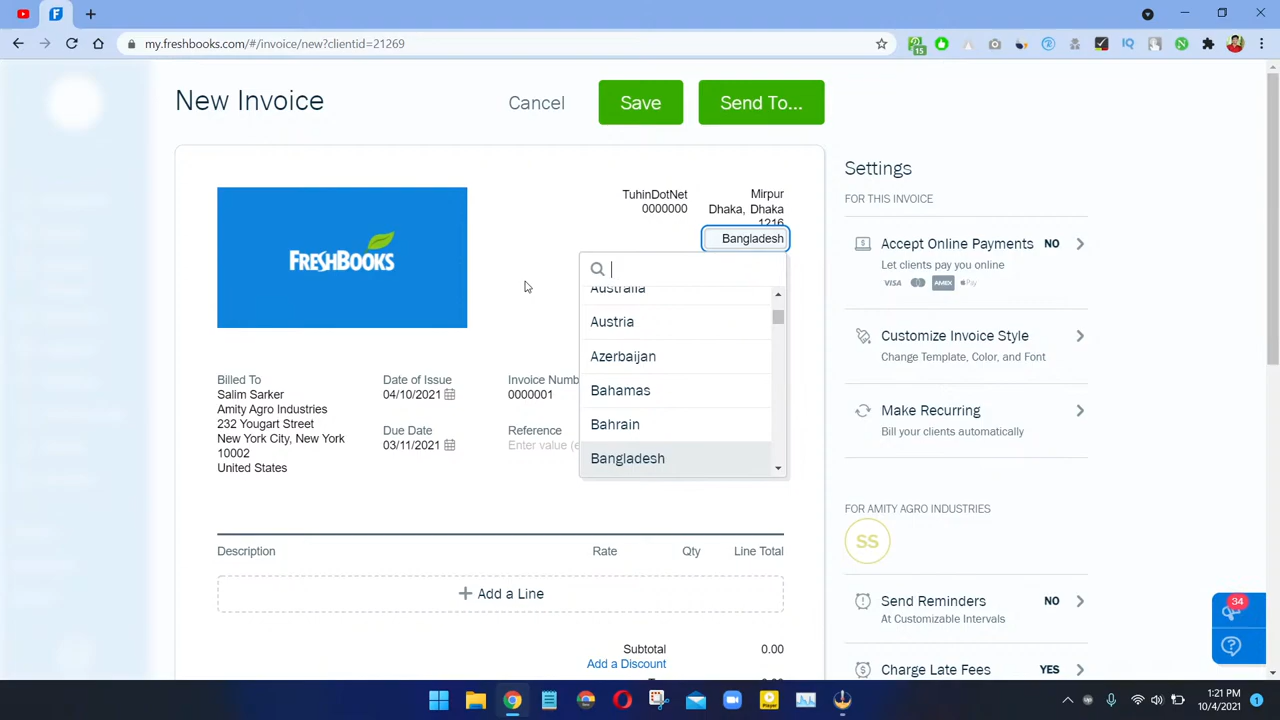 my.freshbooks.com/#/invoice/new?clientid=21269
15
New Invoice
Cancel
Save
Send To...
FRESHBOOKS
TuhinDotNet
0000000
Mirpur
Dhaka, Dhaka
1216
Bangladesh
Australia
Austria
Azerbaijan
Bahamas
Bahrain
Bangladesh
Billed To
Salim Sarker
Amity Agro Industries
232 Yougart Street
New York City, New York
10002
United States
Date of Issue
04/10/2021
Due Date
03/11/2021
Invoice Numb
0000001
Reference
Enter value (e
Description Rate Qty Line Total
Add a Line
Subtotal 0.00
Add a Discount
Settings
FOR THIS INVOICE
Accept Online Payments NO
Let clients pay you online
VISA AMEX Pay
Customize Invoice Style
Change Template, Color, and Font
Make Recurring
Bill your clients automatically
FOR AMITY AGRO INDUSTRIES
SS
Send Reminders NO
At Customizable Intervals
Charge Late Fees YES
34
1:21 PM
10/4/2021
1